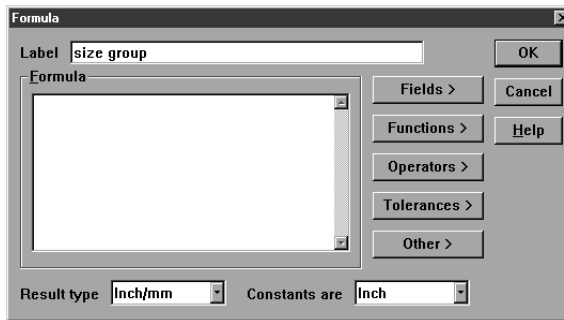 Formula
Label size group
OK
Formula
Fields >
Cancel
Functions >
Help
Operators >
Tolerances >
Other >
Result type Inch/mm Constants are Inch